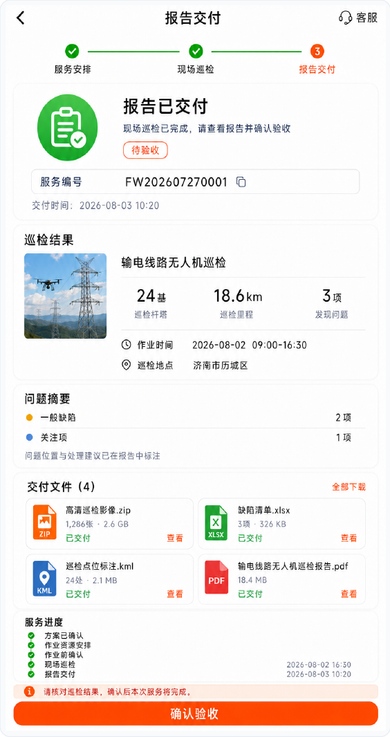 报告交付
客服
3
服务安排 现场巡检 报告交付
报告已交付
现场巡检已完成，请查看报告并确认验收
待验收
服务编号 FW202607270001
交付时间：2026-08-03 10:20
巡检结果
输电线路无人机巡检
24基 18.6km 3项
巡检杆塔 巡检里程 发现问题
作业时间 2026-08-02 09:00-16:30
巡检地点 济南市历城区
问题摘要
一般缺陷 2 项
关注项 1 项
问题位置与处理建议已在报告中标注
交付文件（4） 全部下载
ZIP
高清巡检影像.zip
1,286张 · 2.6 GB
已交付 查看
XLSX
缺陷清单.xlsx
3项 · 326 KB
已交付 查看
KML
巡检点位标注.kml
24处 · 2.1 MB
已交付 查看
PDF
输电线路无人机巡检报告.pdf
18.4 MB
已交付 查看
服务进度
方案已确认
作业资源安排
作业前确认
现场巡检 2026-08-02 16:30
报告交付 2026-08-03 10:20
请核对巡检结果，确认后本次服务将完成。
确认验收